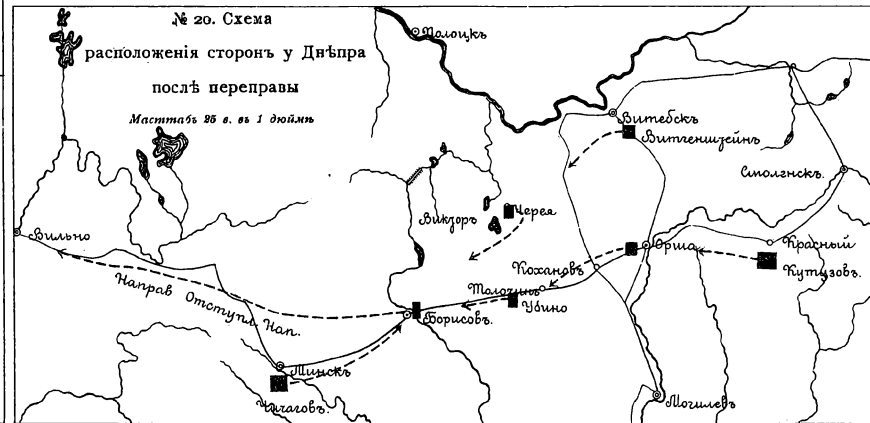 № 20. Схема
расположенія сторонъ у Днѣпра
послѣ переправы
Масштабъ 25 в. въ 1 дюймѣ
Полоцкъ
Витебскъ
Витгенштейнъ
Смоленскъ.
Викторъ
Черея
Вильно
Орша
Красный
Кохановъ
Кутузовъ.
Толочинъ
Направ Отступл. Нап.
Убино
Борисовъ.
Минскъ
Чичаговъ.
Могилевъ